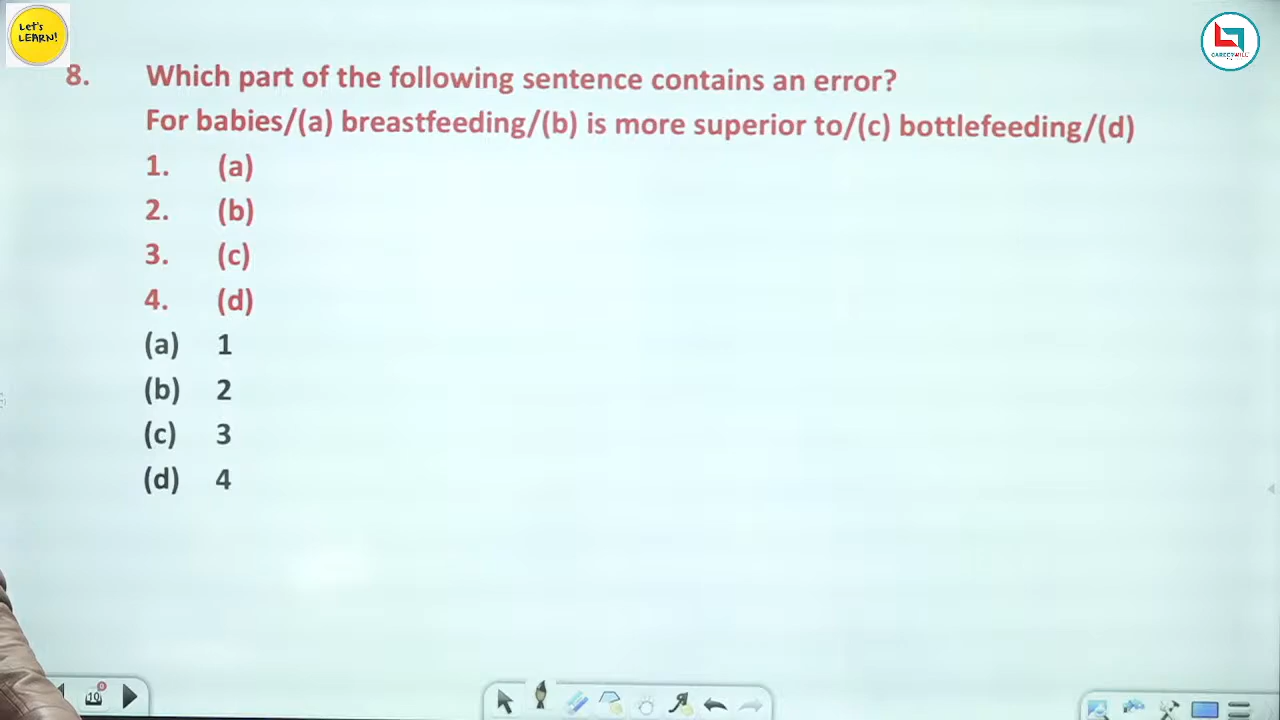 Let's
LEARN!
CAREERWILL
8. Which part of the following sentence contains an error?
For babies/(a) breastfeeding/(b) is more superior to/(c) bottlefeeding/(d)
1. (a)
2. (b)
3. (c)
4. (d)
(a) 1
(b) 2
(c) 3
(d) 4
10